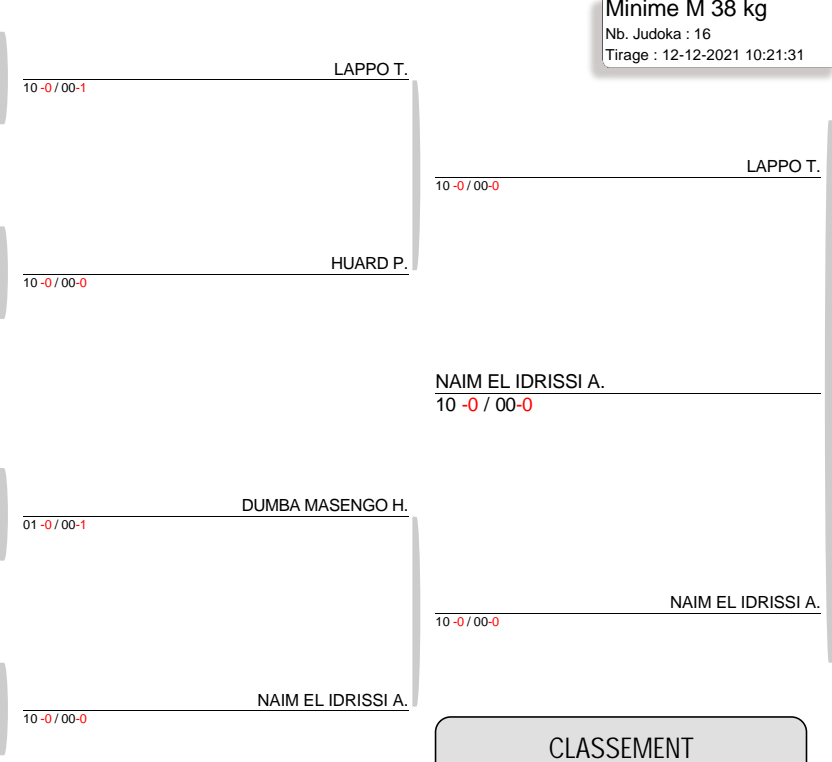 Minime M 38 kg
Nb. Judoka : 16
Tirage : 12-12-2021 10:21:31
LAPPO T.
10 -0 / 00-1
LAPPO T.
10 -0 / 00-0
HUARD P.
10 -0 / 00-0
NAIM EL IDRISSI A.
10 -0 / 00-0
DUMBA MASENGO H.
01 -0 / 00-1
NAIM EL IDRISSI A.
10 -0 / 00-0
NAIM EL IDRISSI A.
10 -0 / 00-0
CLASSEMENT